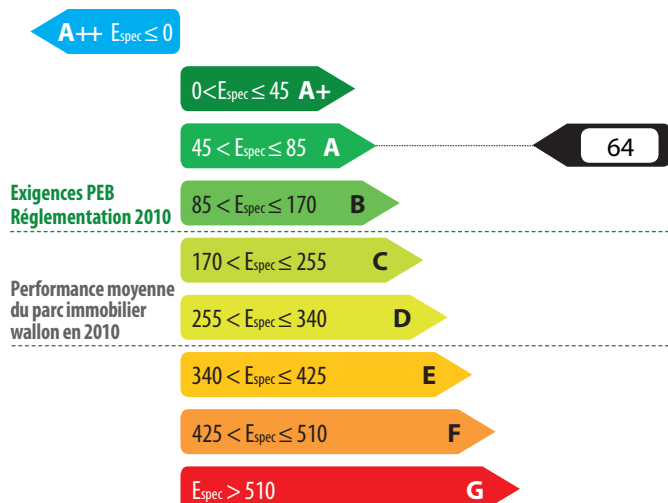 A++ Espec ≤ 0
0<Espec ≤ 45 A+
45 < Espec ≤ 85 A
64
Exigences PEB
Réglementation 2010
85 < Espec ≤ 170 B
170 < Espec ≤ 255 C
Performance moyenne
du parc immobilier
wallon en 2010
255 < Espec ≤ 340 D
340 < Espec ≤ 425 E
425 < Espec ≤ 510 F
Espec > 510 G